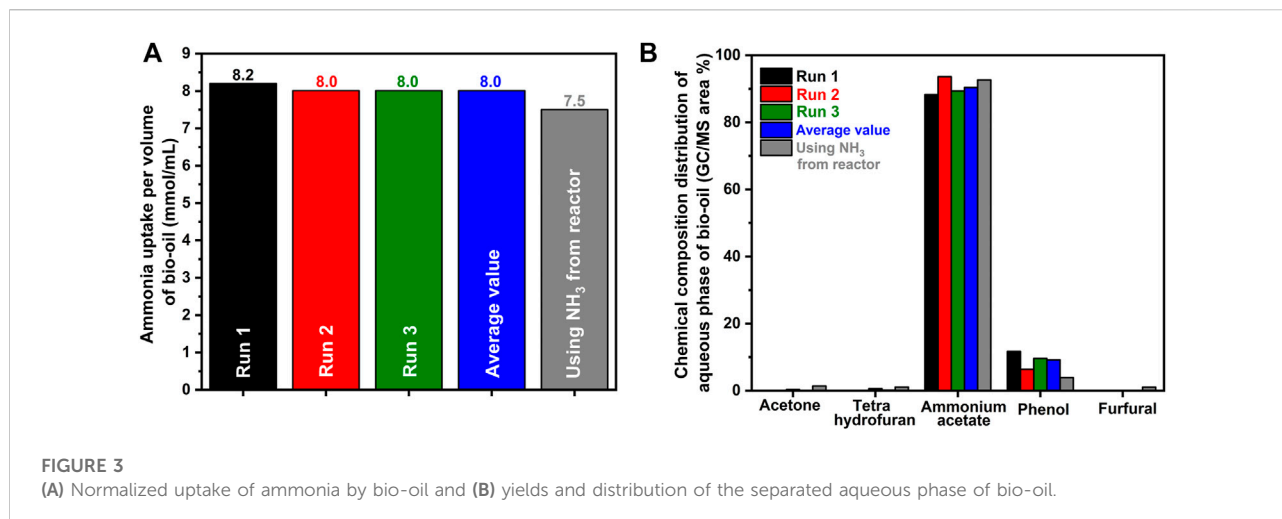 A
Ammonia uptake per volume
of bio-oil (mmol/mL)
9
8
7
6
5
4
3
2
1
0
8.2
8.0
8.0
8.0
7.5
Run 1
Run 2
Run 3
Average value
Using NH3 from reactor
B
Chemical composition distribution of
aqueous phase of bio-oil (GC/MS area %)
100
80
60
40
20
0
Run 1
Run 2
Run 3
Average value
Using NH3
from reactor
Acetone
Tetra
hydrofuran
Ammonium
acetate
Phenol
Furfural
FIGURE 3
(A) Normalized uptake of ammonia by bio-oil and (B) yields and distribution of the separated aqueous phase of bio-oil.